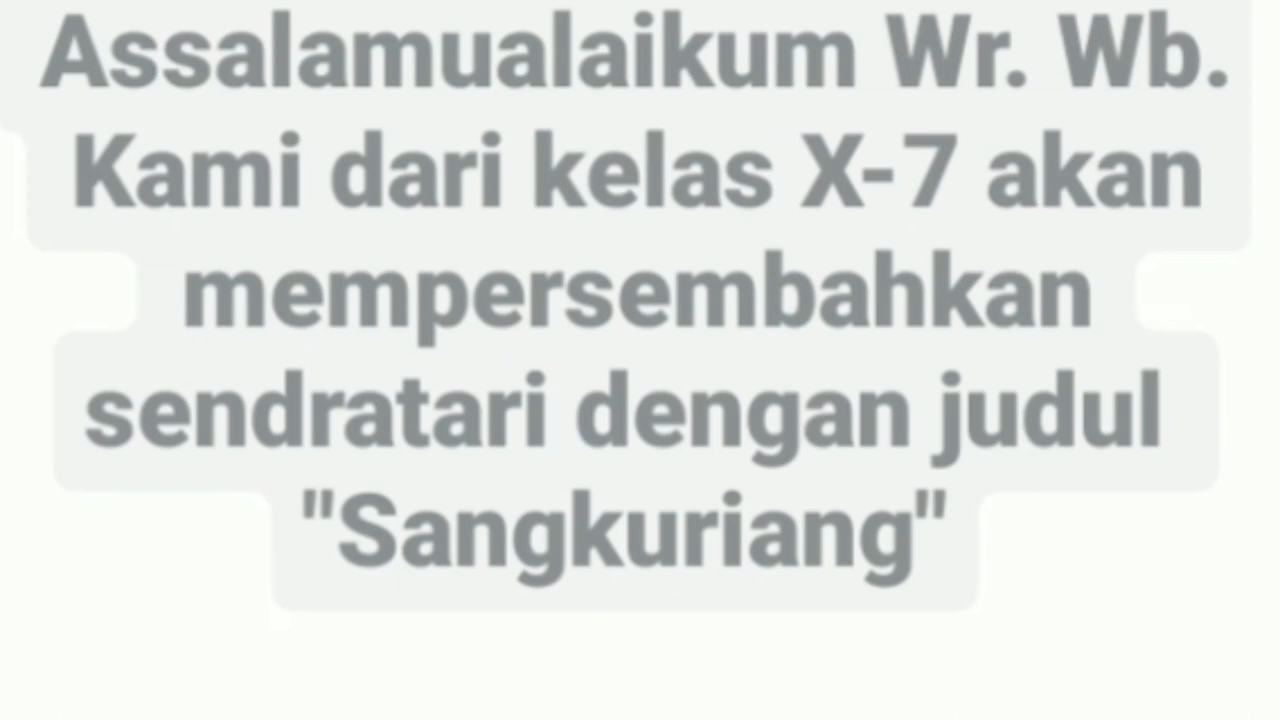 Assalamualaikum Wr. Wb.
Kami dari kelas X-7 akan
mempersembahkan
sendratari dengan judul
"Sangkuriang"